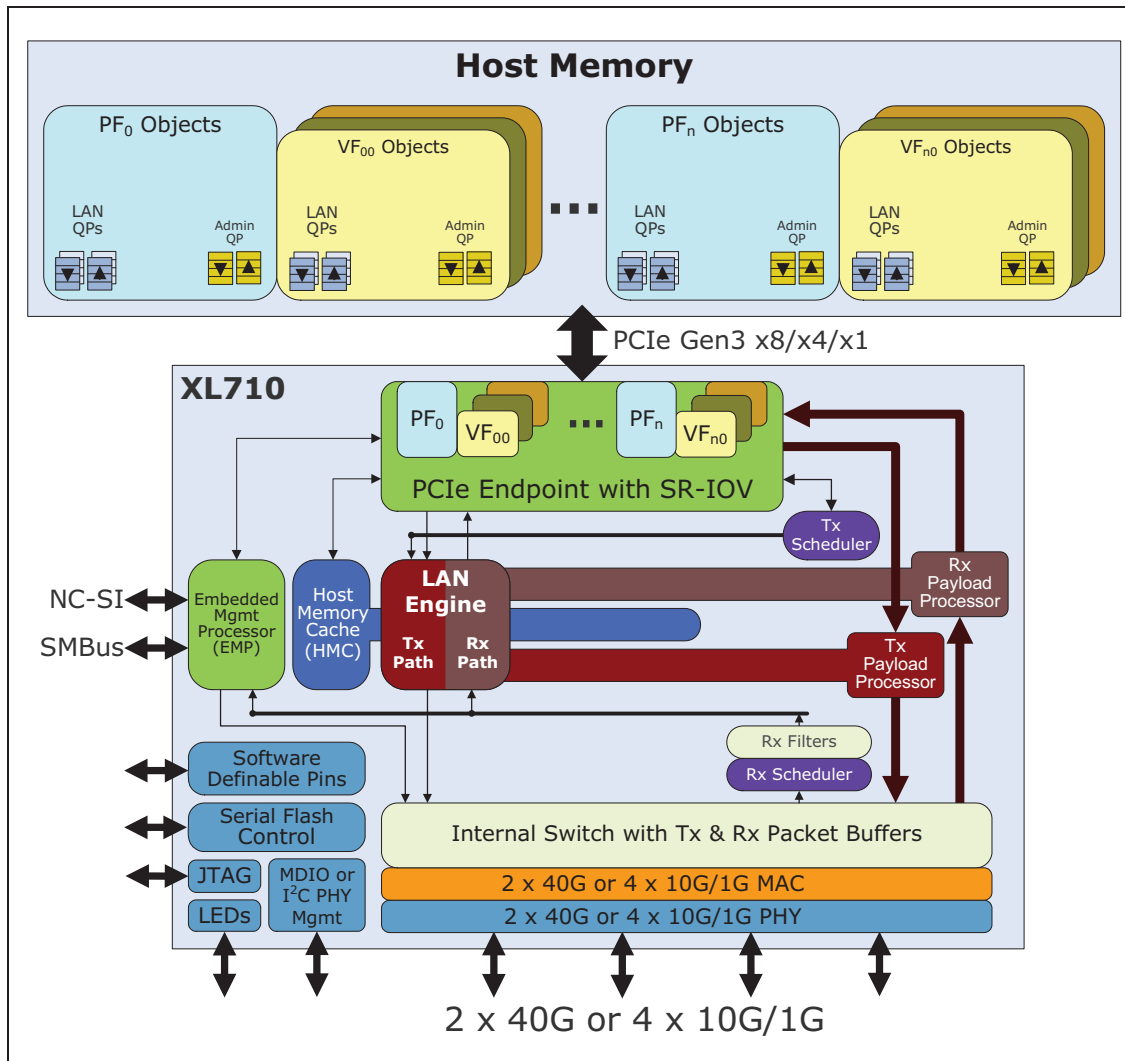 Host Memory
PF0 Objects
VF00 Objects
LAN
QPs
Admin
QP
LAN
QPs
Admin
QP
...
PFn Objects
VFn0 Objects
LAN
QPs
Admin
QP
LAN
QPs
Admin
QP
PCIe Gen3 x8/x4/x1
XL710
PF0
VF00
...
PFn
VFn0
PCIe Endpoint with SR-IOV
Tx
Scheduler
Rx
Payload
Processor
NC-SI
SMBus
Embedded
Mgmt
Processor
(EMP)
Host
Memory
Cache
(HMC)
LAN
Engine
Tx
Path
Rx
Path
Tx
Payload
Processor
Rx Filters
Rx Scheduler
Software
Definable Pins
Serial Flash
Control
JTAG
LEDs
MDIO or
I²C PHY
Mgmt
Internal Switch with Tx & Rx Packet Buffers
2 x 40G or 4 x 10G/1G MAC
2 x 40G or 4 x 10G/1G PHY
2 x 40G or 4 x 10G/1G